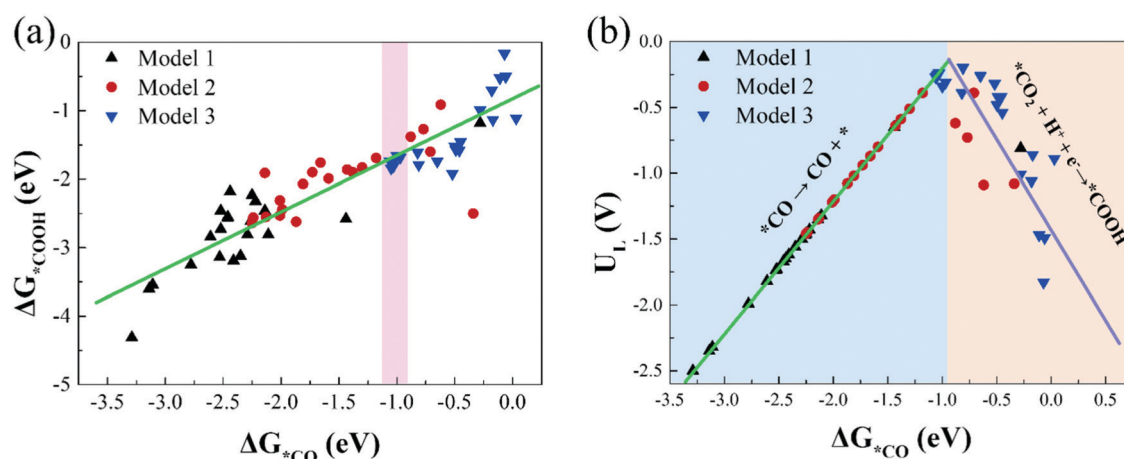 (a)
Model 1
Model 2
Model 3
0
-1
-2
-3
-4
-5
ΔG*COOH (eV)
-3.5 -3.0 -2.5 -2.0 -1.5 -1.0 -0.5 0.0
ΔG*CO (eV)
(b)
Model 1
Model 2
Model 3
0.0
-0.5
-1.0
-1.5
-2.0
-2.5
UL (V)
*CO → CO + *
*CO2 + H+ + e- → *COOH
-3.5 -3.0 -2.5 -2.0 -1.5 -1.0 -0.5 0.0 0.5
ΔG*CO (eV)